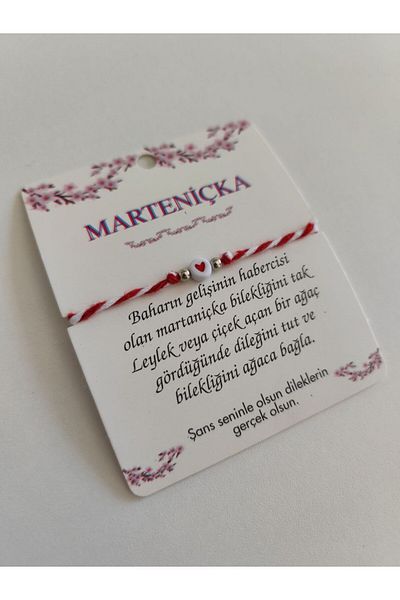 MARTENİÇKA
Baharın gelişinin habercisi
olan martaniçka bilekliğini tak
Leylek veya çiçek açan bir ağaç
gördüğünde dileğini tut ve
bilekliğini ağaca bağla.
Şans seninle olsun dileklerin
gerçek olsun.